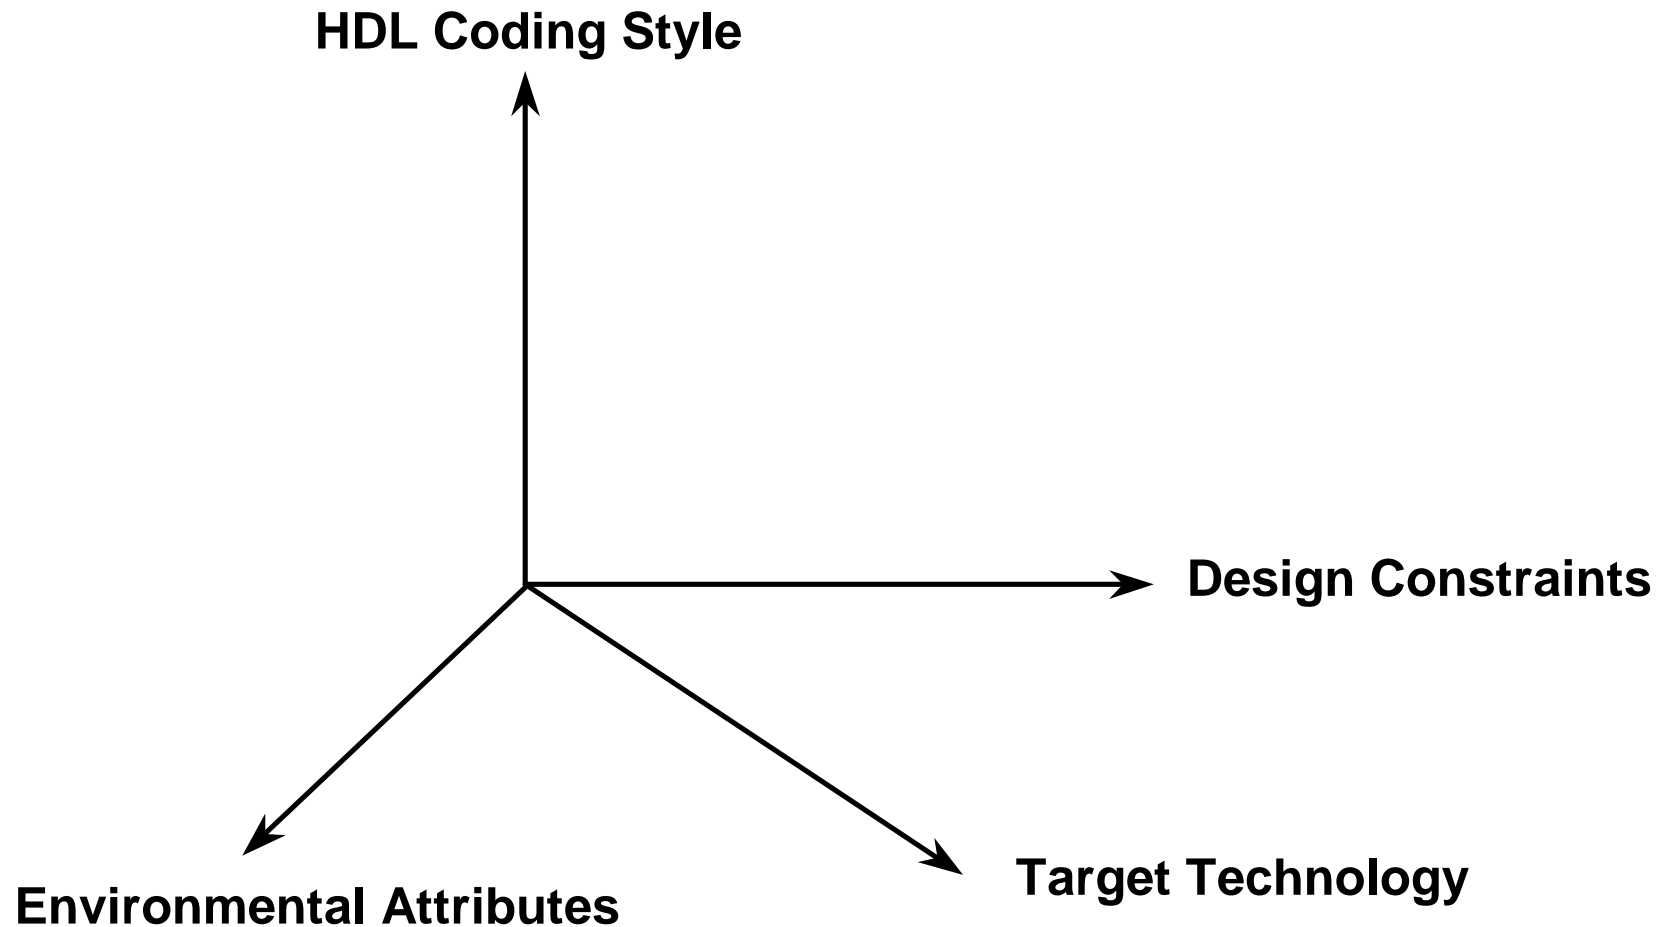 HDL Coding Style
Design Constraints
Target Technology
Environmental Attributes